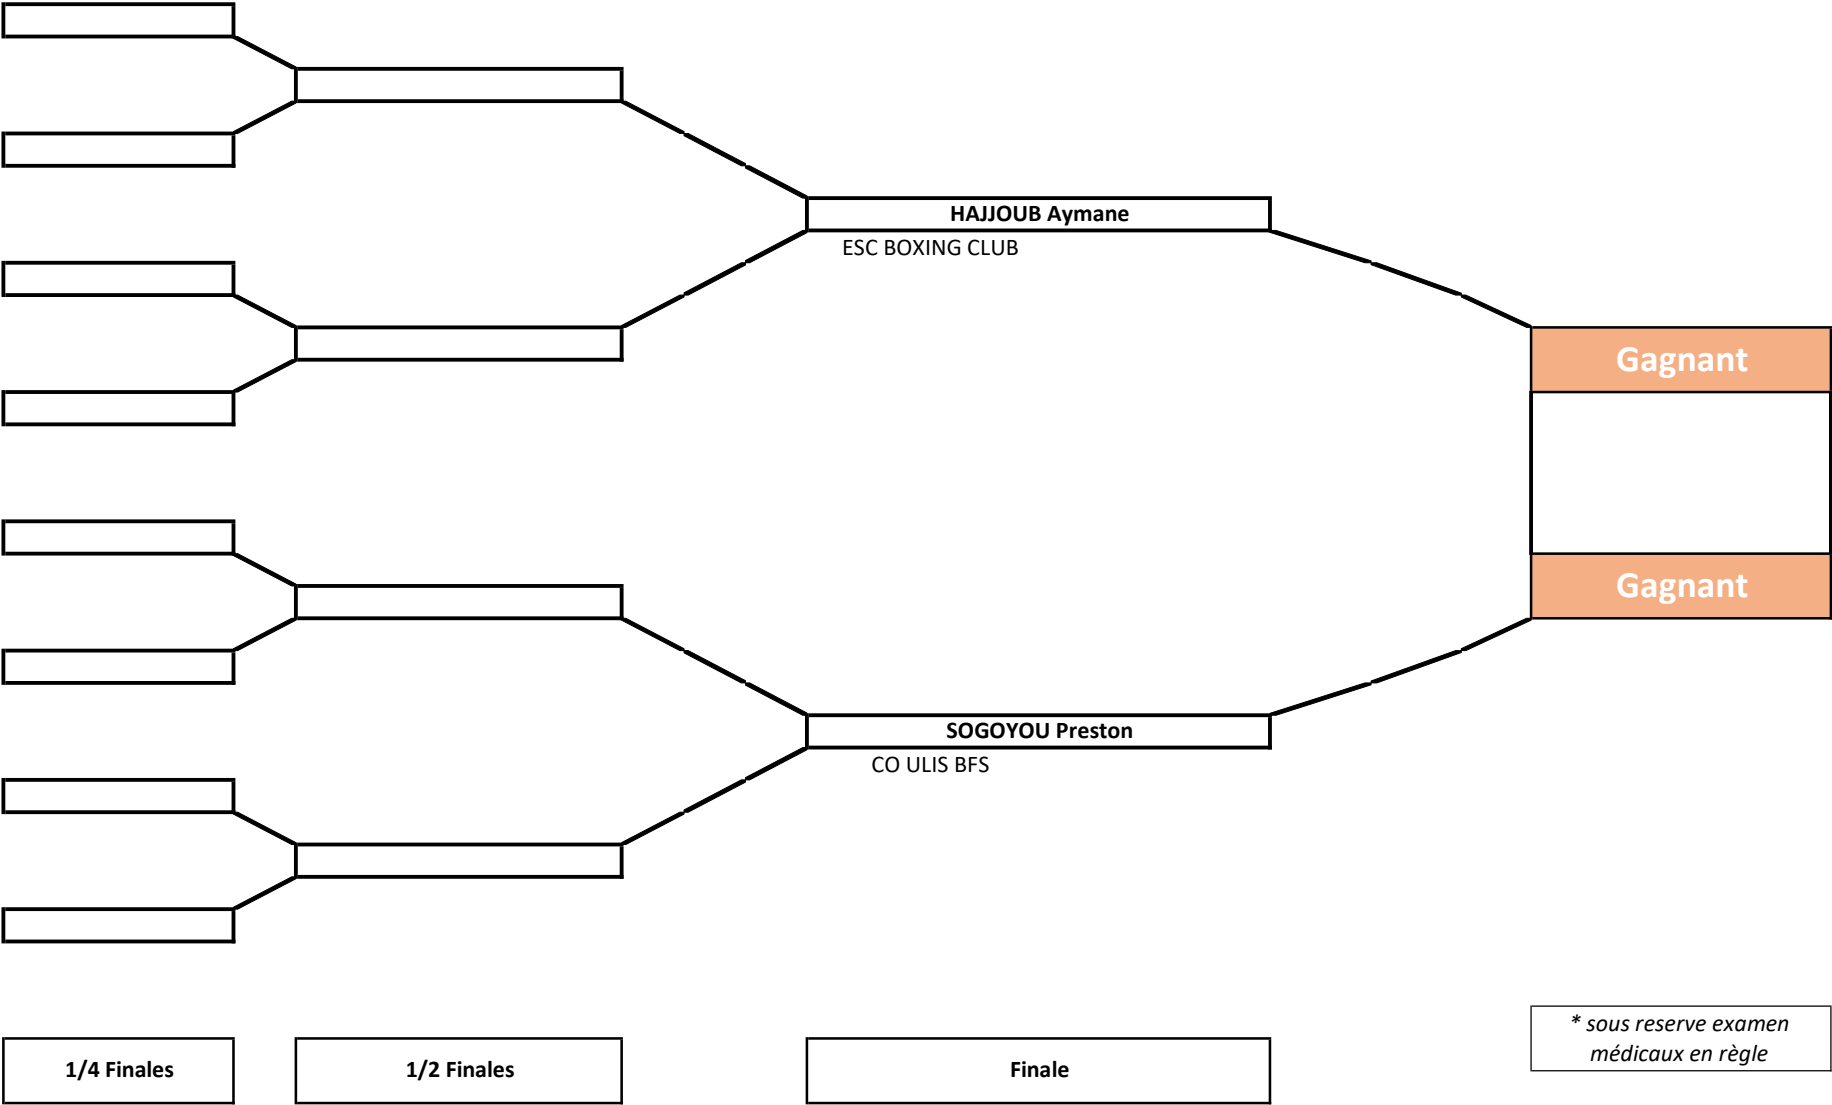 HAJJOUB Aymane
ESC BOXING CLUB
Gagnant
Gagnant
SOGOYOU Preston
CO ULIS BFS
* sous reserve examen
médicaux en règle
1/4 Finales
1/2 Finales
Finale